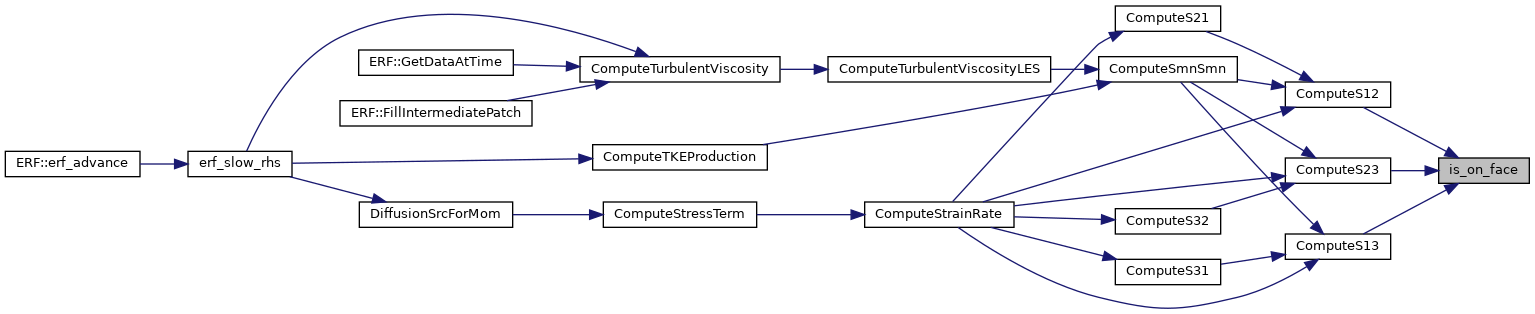 ComputeS21
ERF::GetDataAtTime
ComputeTurbulentViscosity
ComputeTurbulentViscosityLES
ComputeSmnSmn
ComputeS12
ERF::FillIntermediatePatch
ERF::erf_advance
erf_slow_rhs
ComputeTKEProduction
ComputeS23
is_on_face
DiffusionSrcForMom
ComputeStressTerm
ComputeStrainRate
ComputeS32
ComputeS13
ComputeS31